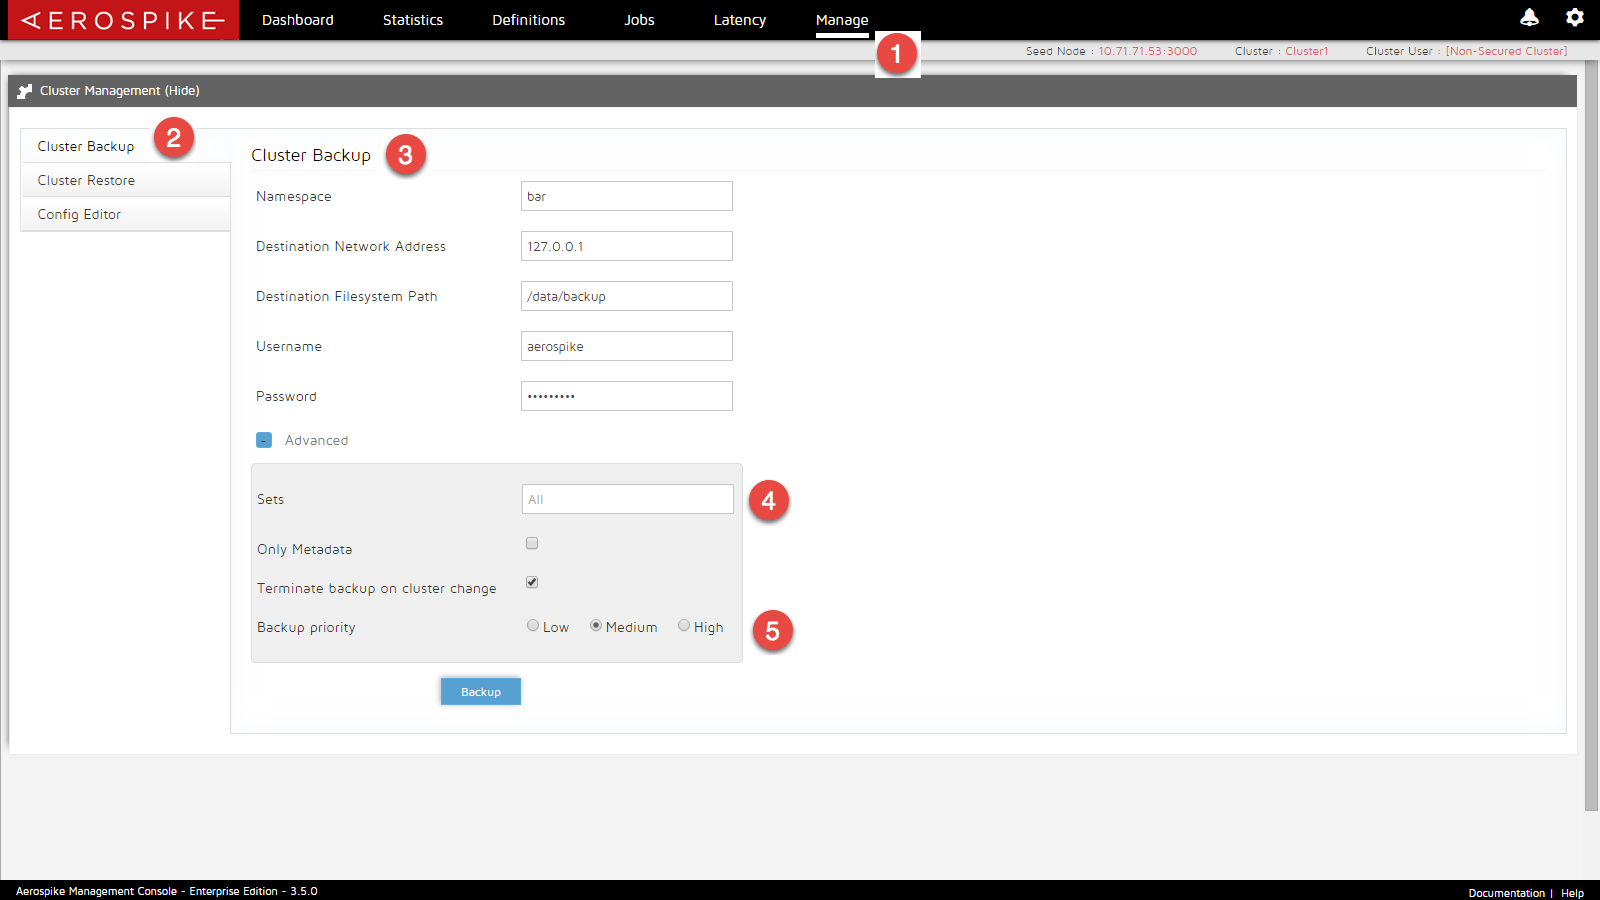 AEROSPIKE Dashboard Statistics Definitions Jobs Latency Manage
1
Seed Node : 10.71.71.53:3000 Cluster : Cluster1 Cluster User : [Non-Secured Cluster]
Cluster Management (Hide)
Cluster Backup 2
Cluster Restore
Config Editor
Cluster Backup 3
Namespace bar
Destination Network Address 127.0.0.1
Destination Filesystem Path /data/backup
Username aerospike
Password •••••••••
- Advanced
Sets All 4
Only Metadata
Terminate backup on cluster change
Backup priority Low Medium High 5
Backup
Aerospike Management Console - Enterprise Edition - 3.5.0
Documentation | Help